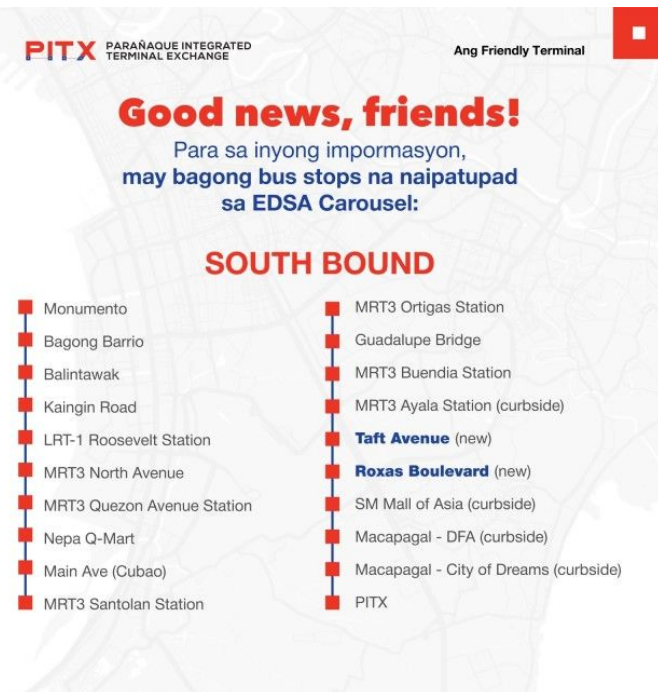 PITX PARAÑAQUE INTEGRATED
TERMINAL EXCHANGE
Ang Friendly Terminal
Good news, friends!
Para sa inyong impormasyon,
may bagong bus stops na naipatupad
sa EDSA Carousel:
SOUTH BOUND
Monumento
Bagong Barrio
Balintawak
Kaingin Road
LRT-1 Roosevelt Station
MRT3 North Avenue
MRT3 Quezon Avenue Station
Nepa Q-Mart
Main Ave (Cubao)
MRT3 Santolan Station
MRT3 Ortigas Station
Guadalupe Bridge
MRT3 Buendia Station
MRT3 Ayala Station (curbside)
Taft Avenue (new)
Roxas Boulevard (new)
SM Mall of Asia (curbside)
Macapagal - DFA (curbside)
Macapagal - City of Dreams (curbside)
PITX